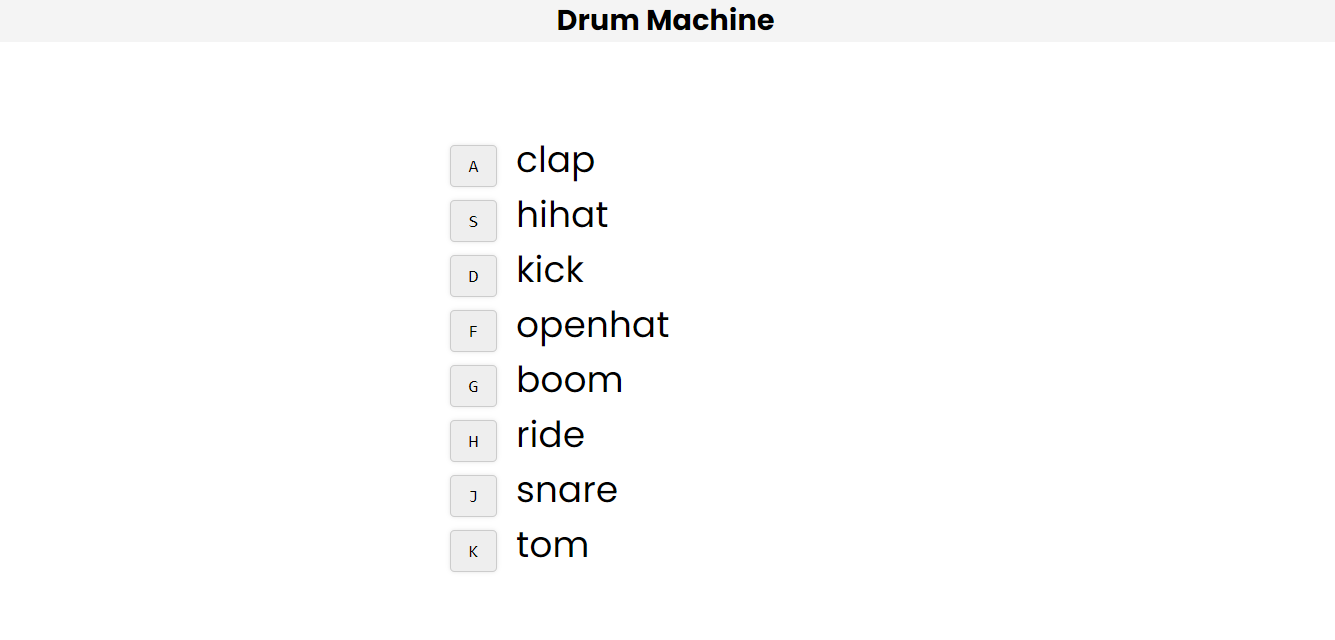 Drum Machine
A clap
S hihat
D kick
F openhat
G boom
H ride
J snare
K tom